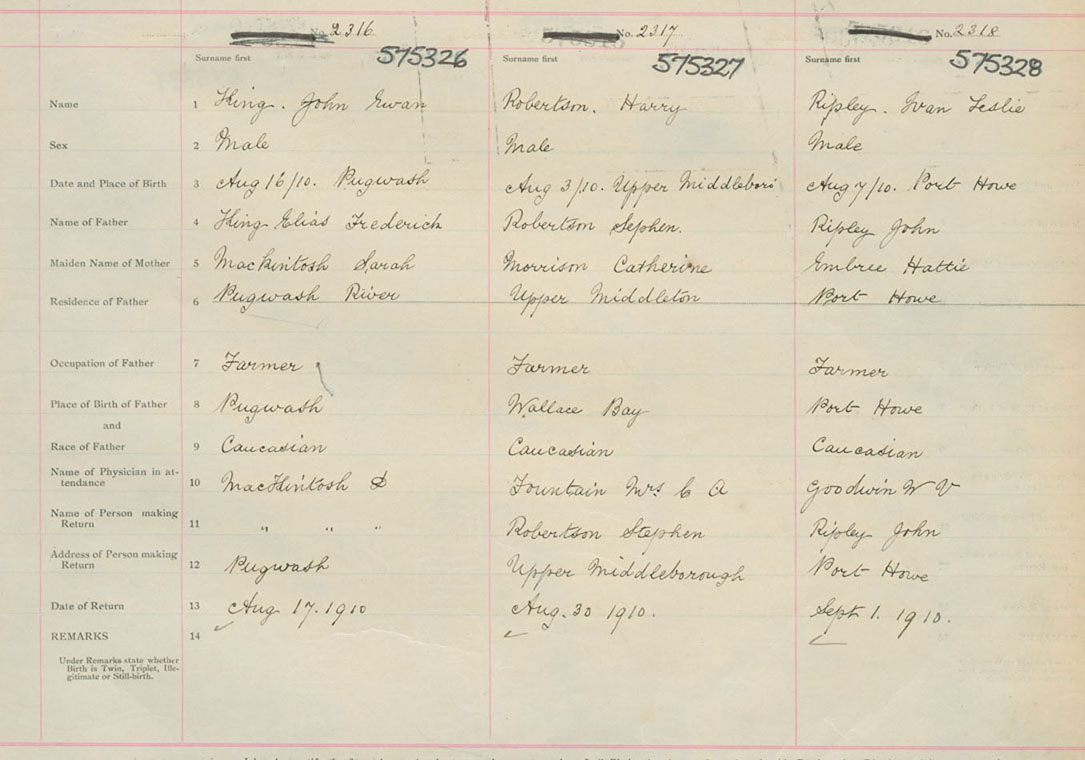 No. 2316 No. 2317 No. 2318
575326 575327 575328
Surname first Surname first Surname first
Name 1 King. John Ewan Robertson. Harry Ripley. Ivan Leslie
Sex 2 Male Male Male
Date and Place of Birth 3 Aug 16/10. Pugwash Aug 3/10. Upper Middleboro Aug 7/10. Port Howe
Name of Father 4 King Elias Frederick Robertson Stephen. Ripley John
Maiden Name of Mother 5 Mackintosh Sarah Morrison Catherine Embree Hattie
Residence of Father 6 Pugwash River Upper Middleton Port Howe
Occupation of Father 7 Farmer Farmer Farmer
Place of Birth of Father 8 Pugwash Wallace Bay Port Howe
and
Race of Father 9 Caucasian Caucasian Caucasian
Name of Physician in at-
tendance 10 MacKintosh Fountain Mrs C A Goodwin W V
Name of Person making
Return 11 " " " Robertson Stephen Ripley John
Address of Person making
Return 12 Pugwash Upper Middleborough Port Howe
Date of Return 13 Aug. 17. 1910 Aug. 30 1910. Sept 1. 1910.
REMARKS 14
Under Remarks state whether
Birth is Twin, Triplet, Ille-
gitimate or Still-birth.